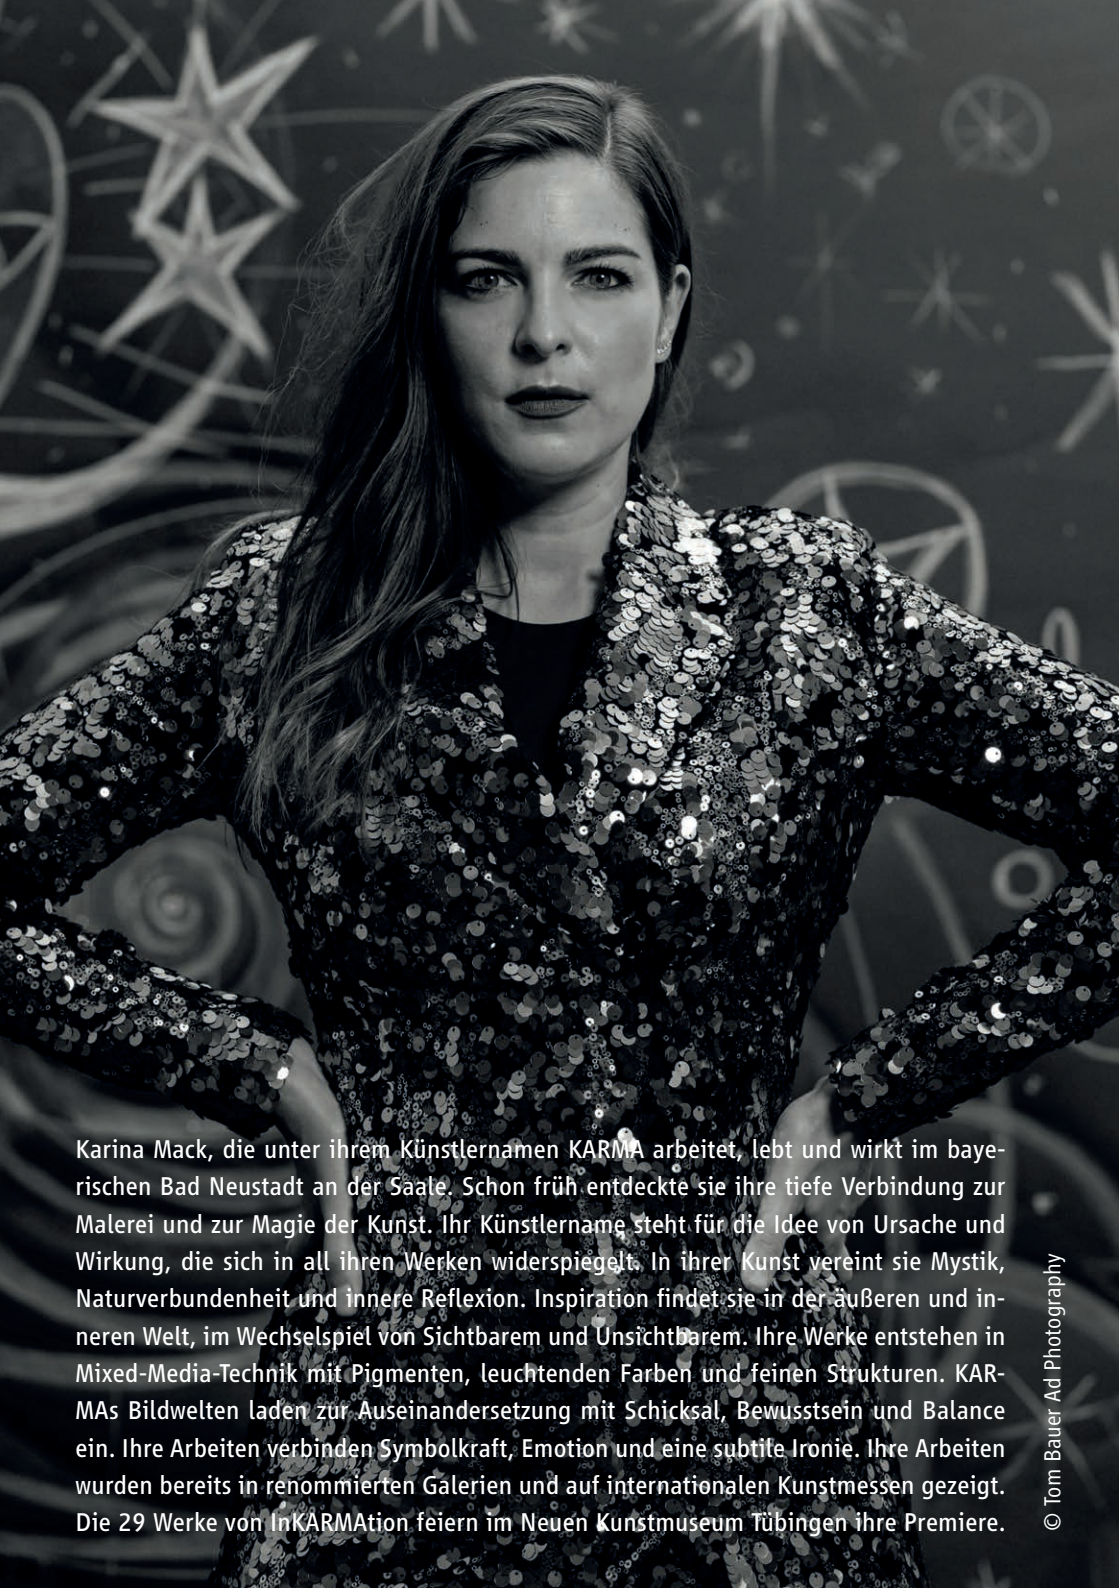 Karina Mack, die unter ihrem Künstlernamen KARMA arbeitet, lebt und wirkt im baye-
rischen Bad Neustadt an der Saale. Schon früh entdeckte sie ihre tiefe Verbindung zur
Malerei und zur Magie der Kunst. Ihr Künstlername steht für die Idee von Ursache und
Wirkung, die sich in all ihren Werken widerspiegelt. In ihrer Kunst vereint sie Mystik,
Naturverbundenheit und innere Reflexion. Inspiration findet sie in der äußeren und in-
neren Welt, im Wechselspiel von Sichtbarem und Unsichtbarem. Ihre Werke entstehen in
Mixed-Media-Technik mit Pigmenten, leuchtenden Farben und feinen Strukturen. KAR-
MAs Bildwelten laden zur Auseinandersetzung mit Schicksal, Bewusstsein und Balance
ein. Ihre Arbeiten verbinden Symbolkraft, Emotion und eine subtile Ironie. Ihre Arbeiten
wurden bereits in renommierten Galerien und auf internationalen Kunstmessen gezeigt.
Die 29 Werke von InKARMAtion feiern im Neuen Kunstmuseum Tübingen ihre Premiere.
© Tom Bauer Ad Photography